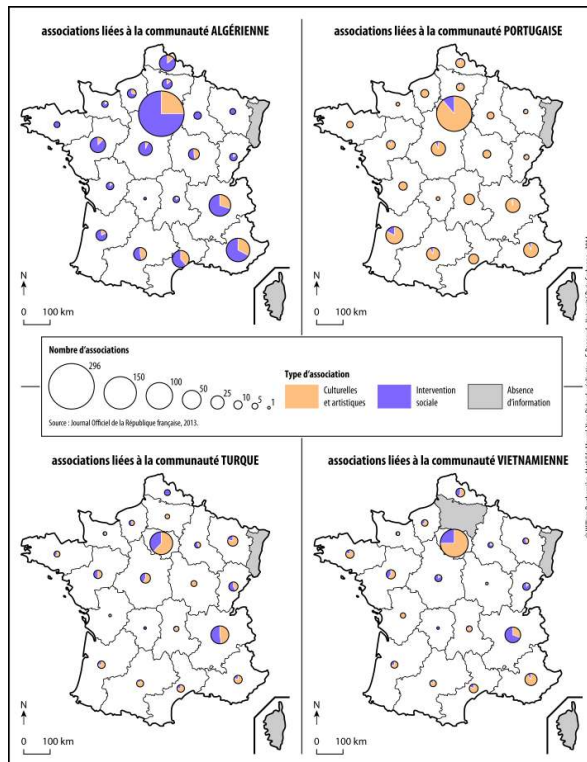 associations liées à la communauté ALGÉRIENNE
associations liées à la communauté PORTUGAISE
N
0 100 km
N
0 100 km
Nombre d'associations
296
150
100
50
25
10
5
1
Type d'association
Culturelles
et artistiques
Intervention
sociale
Absence
d'information
Source : Journal Officiel de la République française, 2013.
associations liées à la communauté TURQUE
associations liées à la communauté VIETNAMIENNE
N
0 100 km
N
0 100 km